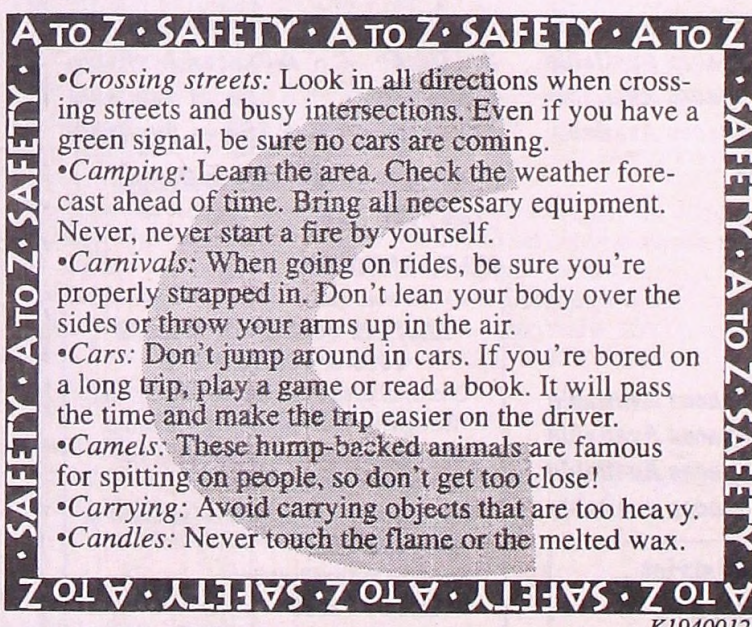 A TO Z · SAFETY · A TO Z · SAFETY · A TO Z
•Crossing streets: Look in all directions when cross-
ing streets and busy intersections. Even if you have a
green signal, be sure no cars are coming.
•Camping: Learn the area. Check the weather fore-
cast ahead of time. Bring all necessary equipment.
Never, never start a fire by yourself.
•Carnivals: When going on rides, be sure you're
properly strapped in. Don't lean your body over the
sides or throw your arms up in the air.
•Cars: Don't jump around in cars. If you're bored on
a long trip, play a game or read a book. It will pass
the time and make the trip easier on the driver.
•Camels: These hump-backed animals are famous
for spitting on people, so don't get too close!
•Carrying: Avoid carrying objects that are too heavy.
•Candles: Never touch the flame or the melted wax.
· SAFETY · A TO Z · SAFETY ·
· SAFETY · A TO Z · SAFETY ·
A TO Z · SAFETY · A TO Z · SAFETY · A TO Z
K1940012